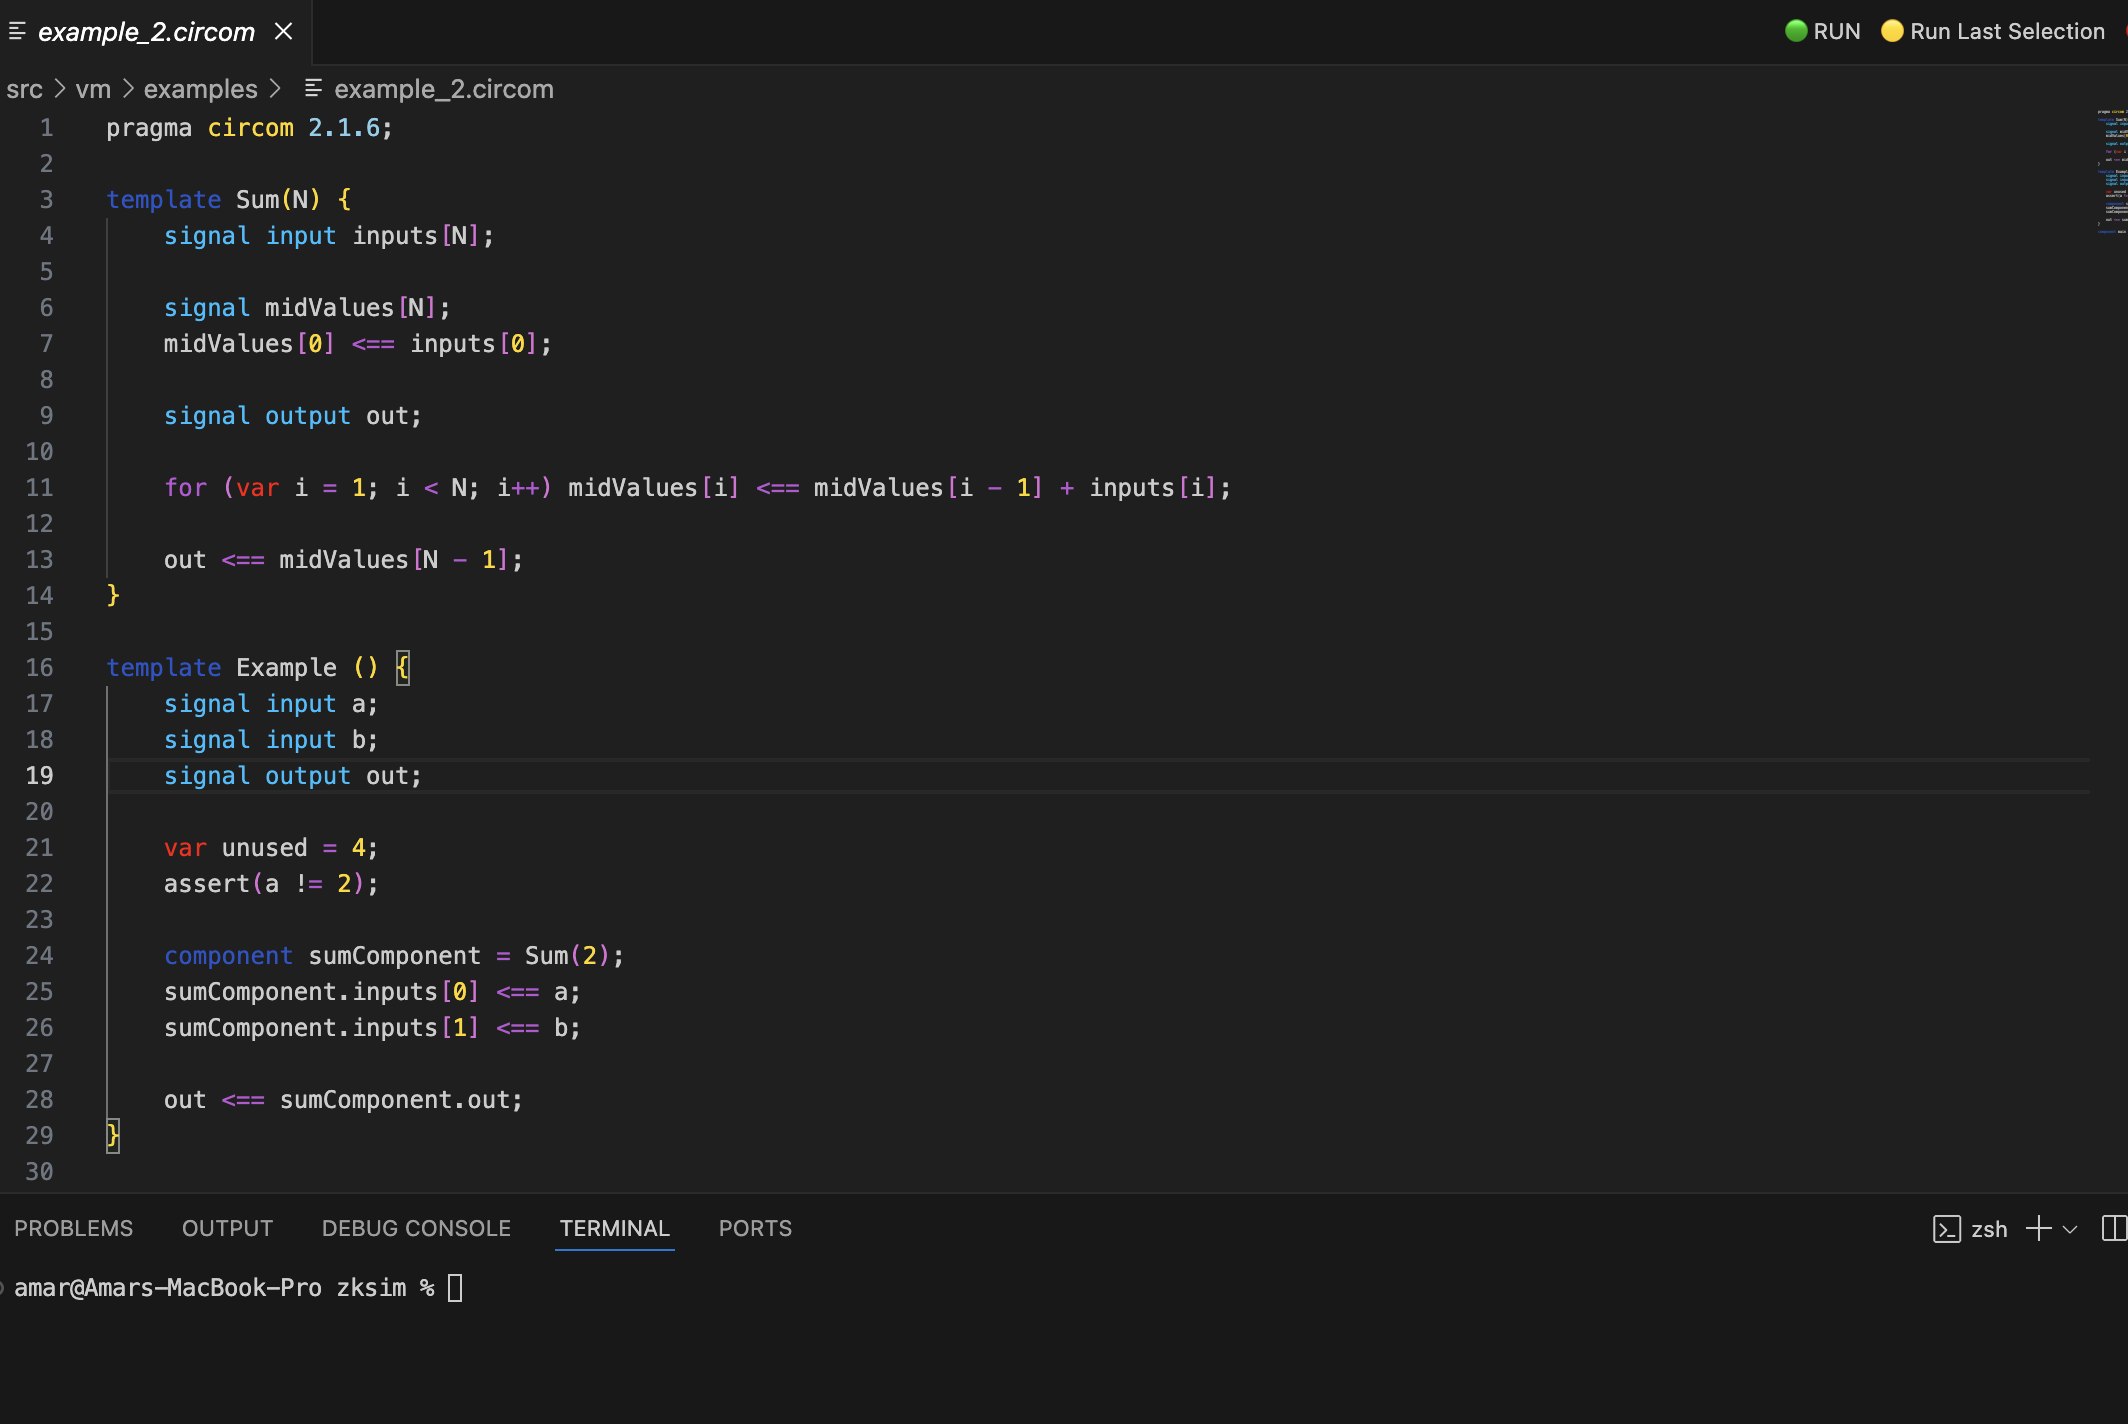 example_2.circom
RUN Run Last Selection
src > vm > examples > example_2.circom
1 pragma circom 2.1.6;
2
3 template Sum(N) {
4     signal input inputs[N];
5
6     signal midValues[N];
7     midValues[0] <== inputs[0];
8
9     signal output out;
10
11     for (var i = 1; i < N; i++) midValues[i] <== midValues[i - 1] + inputs[i];
12
13     out <== midValues[N - 1];
14 }
15
16 template Example () {
17     signal input a;
18     signal input b;
19     signal output out;
20
21     var unused = 4;
22     assert(a != 2);
23
24     component sumComponent = Sum(2);
25     sumComponent.inputs[0] <== a;
26     sumComponent.inputs[1] <== b;
27
28     out <== sumComponent.out;
29 }
30
PROBLEMS OUTPUT DEBUG CONSOLE TERMINAL PORTS zsh
amar@Amars-MacBook-Pro zksim %